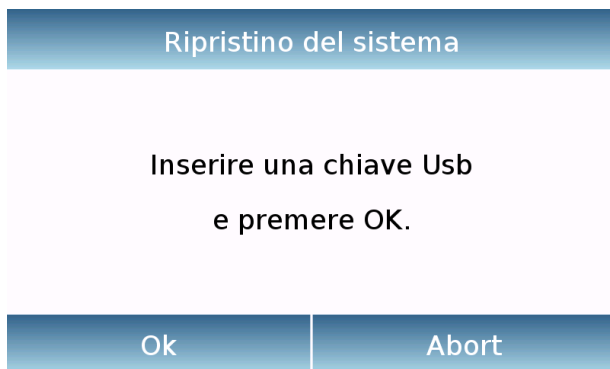 Ripristino del sistema
Inserire una chiave Usb
e premere OK.
Ok
Abort